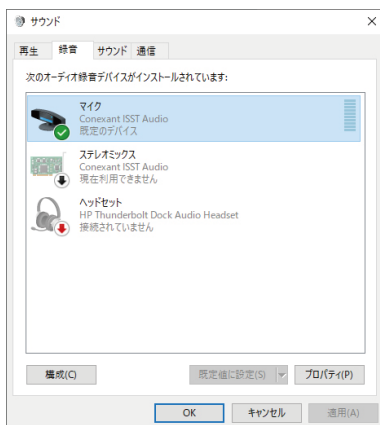 サウンド
再生 録音 サウンド 通信
次のオーディオ録音デバイスがインストールされています:
マイク
Conexant ISST Audio
既定のデバイス
ステレオミックス
Conexant ISST Audio
現在利用できません
ヘッドセット
HP Thunderbolt Dock Audio Headset
接続されていません
構成(C) 既定値に設定(S) プロパティ(P)
OK キャンセル 適用(A)